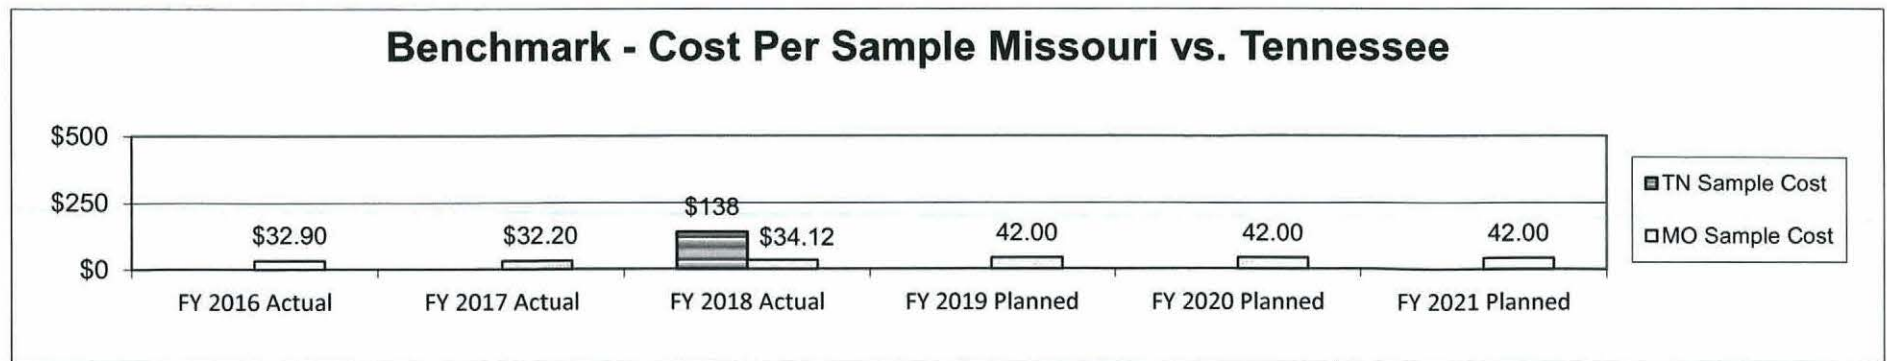 Benchmark - Cost Per Sample Missouri vs. Tennessee
$500
$250
$0
$32.90
$32.20
$138
$34.12
42.00
42.00
42.00
FY 2016 Actual
FY 2017 Actual
FY 2018 Actual
FY 2019 Planned
FY 2020 Planned
FY 2021 Planned
TN Sample Cost
MO Sample Cost